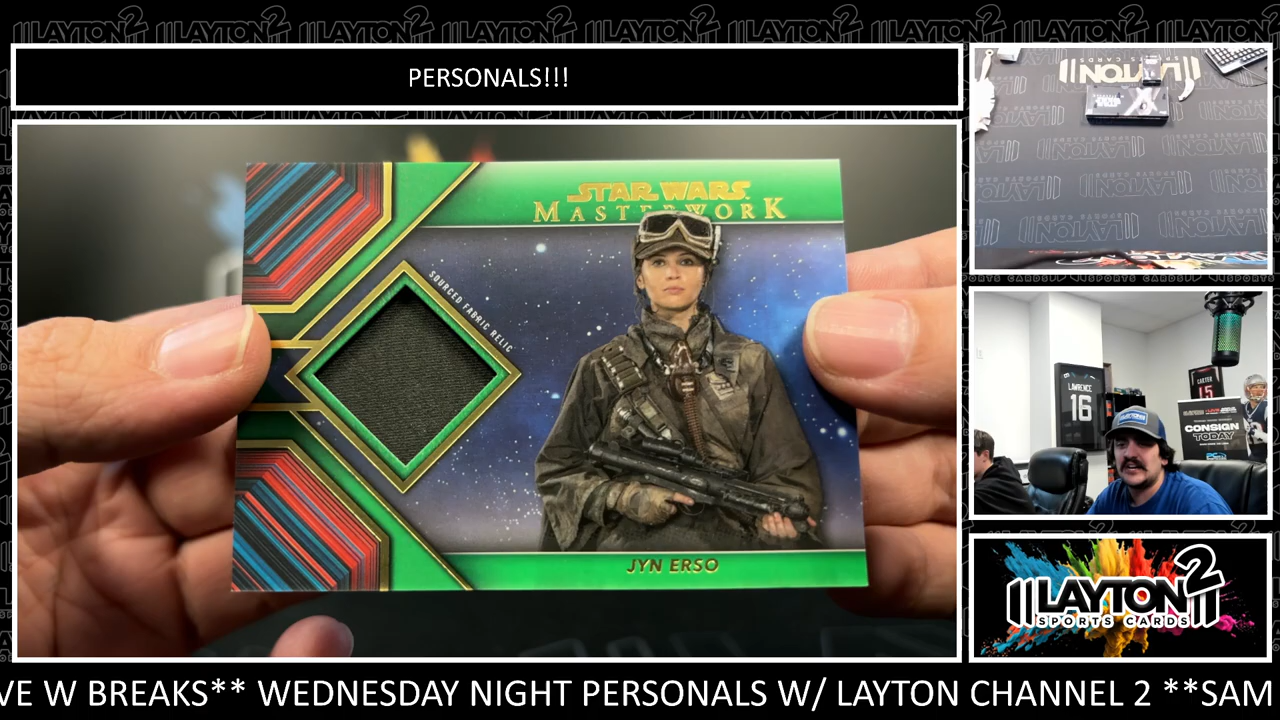 PERSONALS!!!
STAR WARS
MASTERWORK
SOURCED FABRIC RELIC
JYN ERSO
LAYTON
LAWRENCE
16
CARTER
15
CONSIGN
TODAY
LAYTON 2
SPORTS CARDS
VE W BREAKS** WEDNESDAY NIGHT PERSONALS W/ LAYTON CHANNEL 2 **SAM